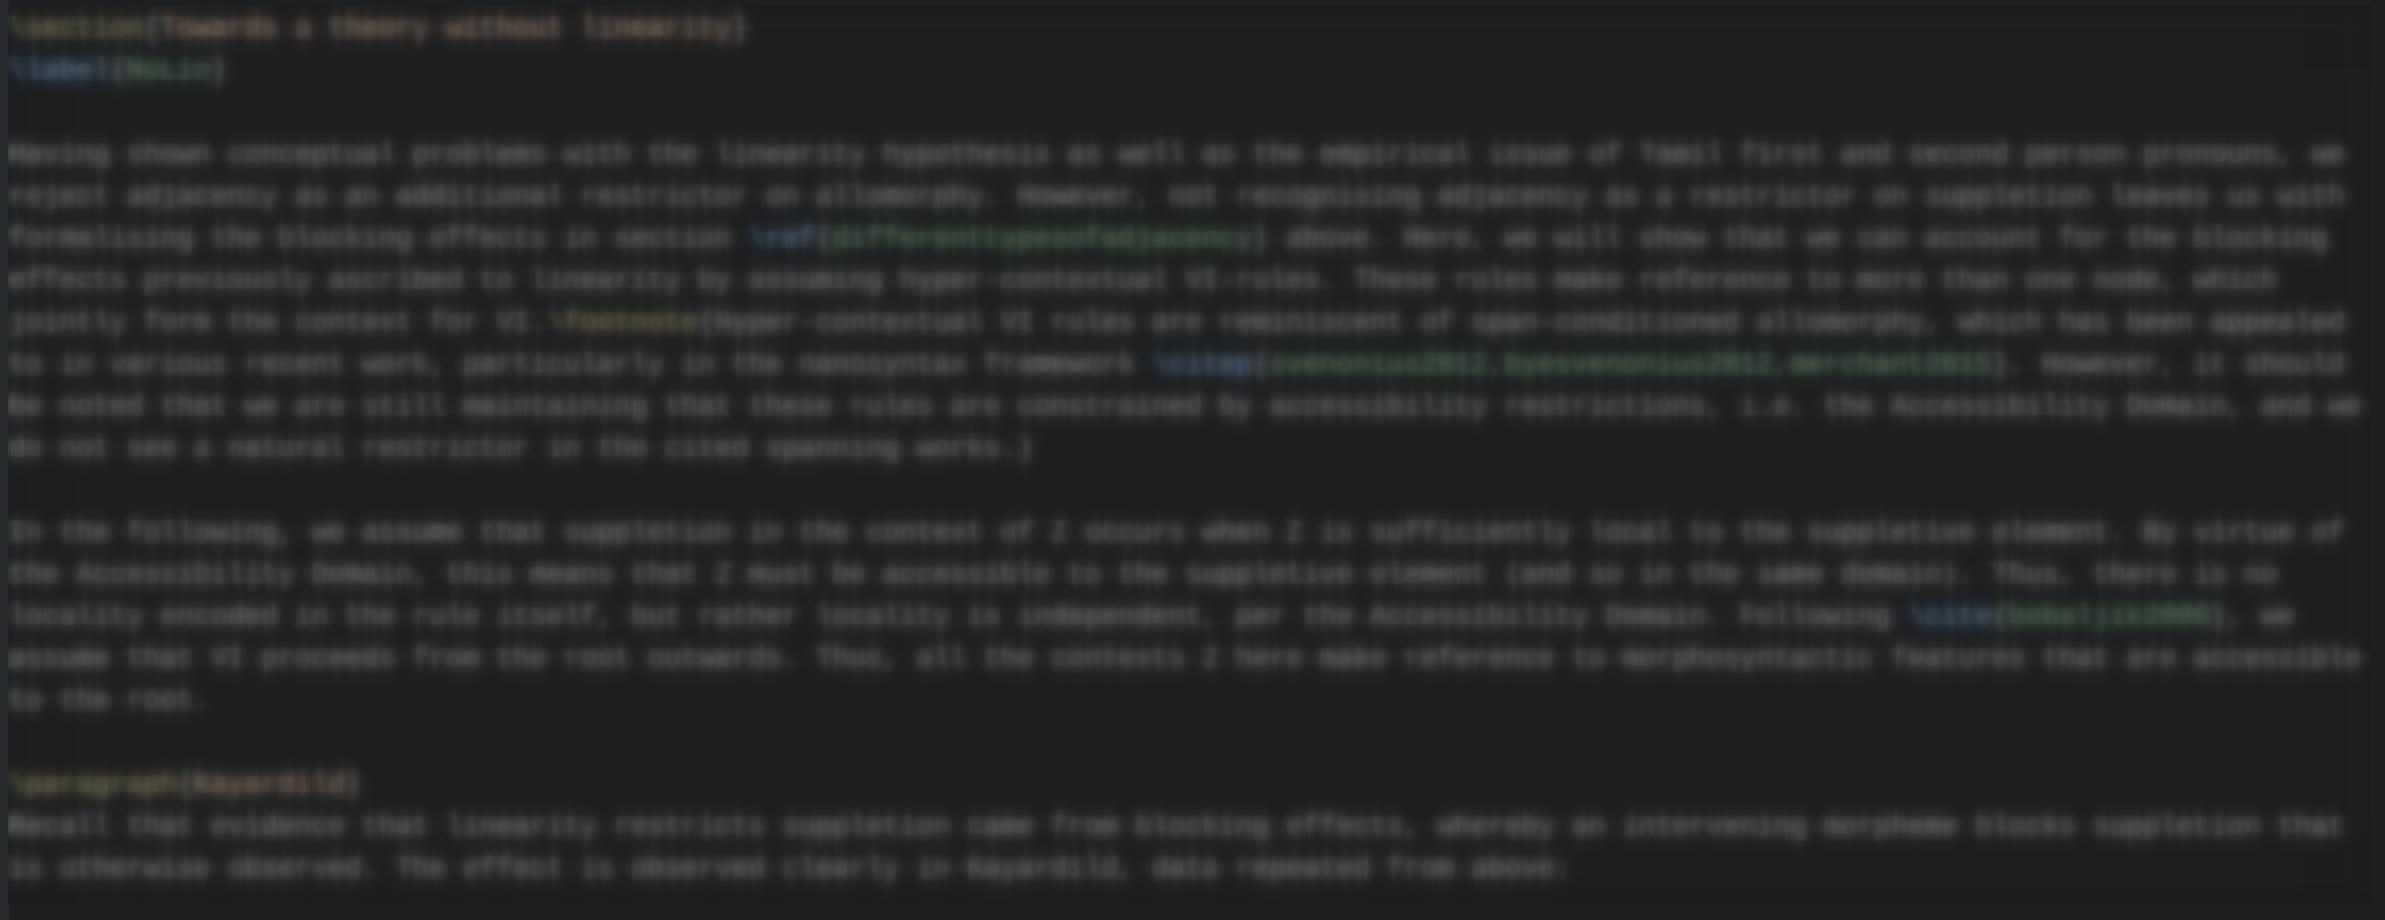 \section{Towards a theory without linearity}
\label{NoLin}
Having shown conceptual problems with the linearity hypothesis as well as the empirical issue of Tamil first and second person pronouns, we
reject adjacency as an additional restrictor on allomorphy. However, not recognising adjacency as a restrictor on suppletion leaves us with
formalising the blocking effects in section \ref{differenttypesofadjacency} above. Here, we will show that we can account for the blocking
effects previously ascribed to linearity by assuming hyper-contextual VI-rules. These rules make reference to more than one node, which
jointly form the context for VI.\footnote{Hyper-contextual VI rules are reminiscent of span-conditioned allomorphy, which has been appealed
to in various recent work, particularly in the nanosyntax framework \citep{svenonius2012,byesvenonius2012,merchant2015}. However, it should
be noted that we are still maintaining that these rules are constrained by accessibility restrictions, i.e. the Accessibility Domain, and we
do not see a natural restrictor in the cited spanning works.}
In the following, we assume that suppletion in the context of Z occurs when Z is sufficiently local to the suppletive element. By virtue of
the Accessibility Domain, this means that Z must be accessible to the suppletive element (and so in the same domain). Thus, there is no
locality encoded in the rule itself, but rather locality is independent, per the Accessibility Domain. Following \cite{bobaljik2000}, we
assume that VI proceeds from the root outwards. Thus, all the contexts Z here make reference to morphosyntactic features that are accessible
to the root.
\paragraph{Kayardild}
Recall that evidence that linearity restricts suppletion came from blocking effects, whereby an intervening morpheme blocks suppletion that
is otherwise observed. The effect is observed clearly in Kayardild, data repeated from above: